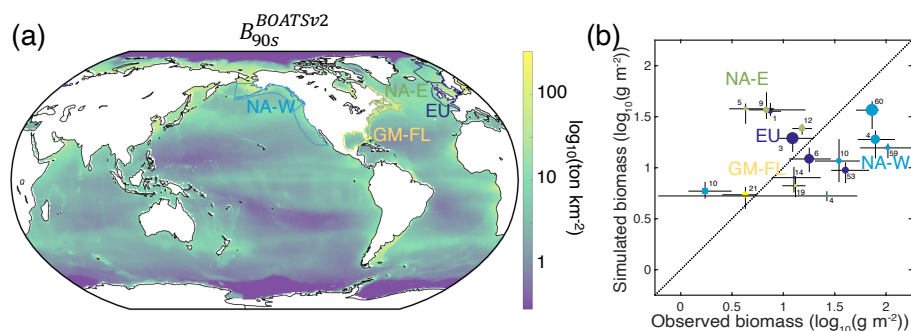 (a)
B_{90s}^{BOATSv2}
NA-W
NA-E
EU
GM-FL
100
10
1
log₁₀(ton km⁻²)
(b)
Simulated biomass (log₁₀(g m⁻²))
2
1.5
1.0
0.5
0
NA-E
5
9
1
12
60
EU
3
4
59
6
10
NA-W
53
GM-FL
14
10
21
19
4
0
0.5
1.0
1.5
2
Observed biomass (log₁₀(g m⁻²))